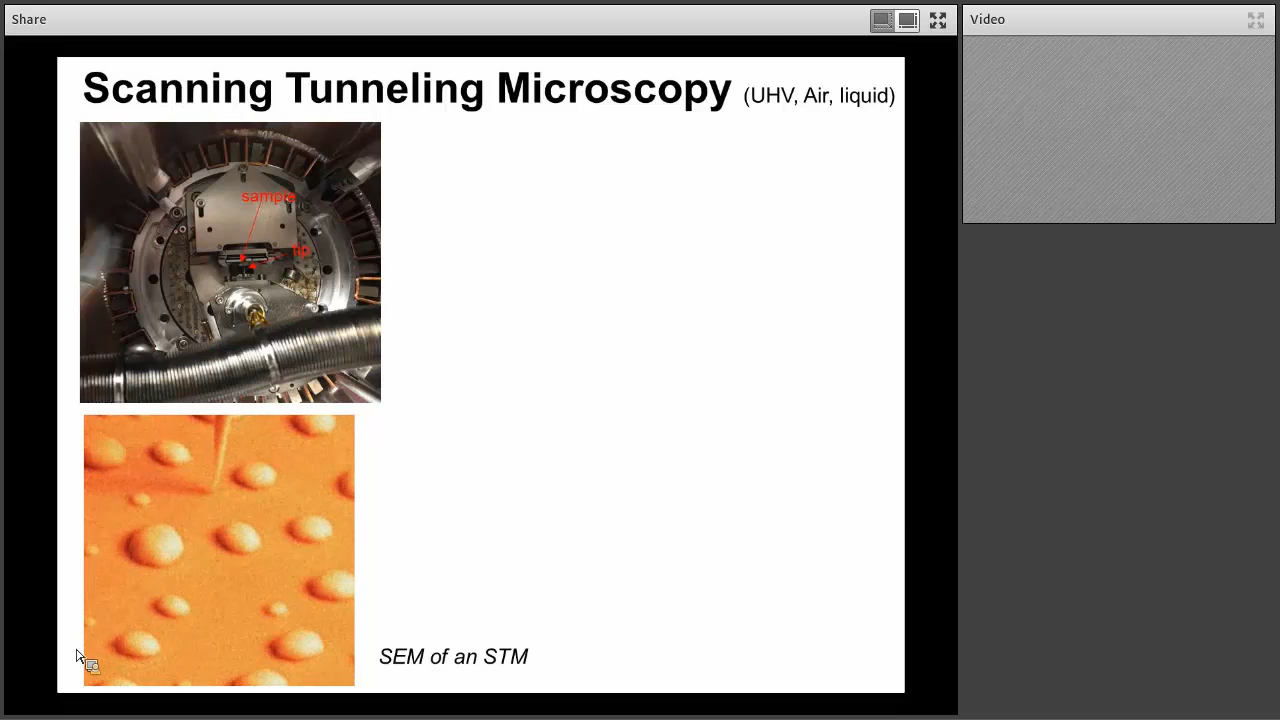 Share
Video
Scanning Tunneling Microscopy (UHV, Air, liquid)
sample
tip
SEM of an STM